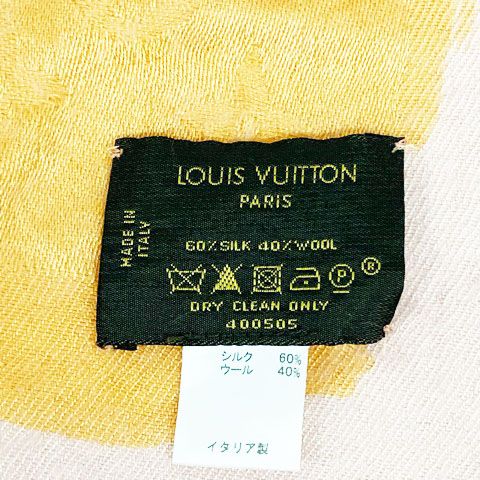 LOUIS VUITTON
PARIS
MADE IN
ITALY
60% SILK 40% WOOL
P ®
DRY CLEAN ONLY
400505
シルク 60%
ウール 40%
イタリア製